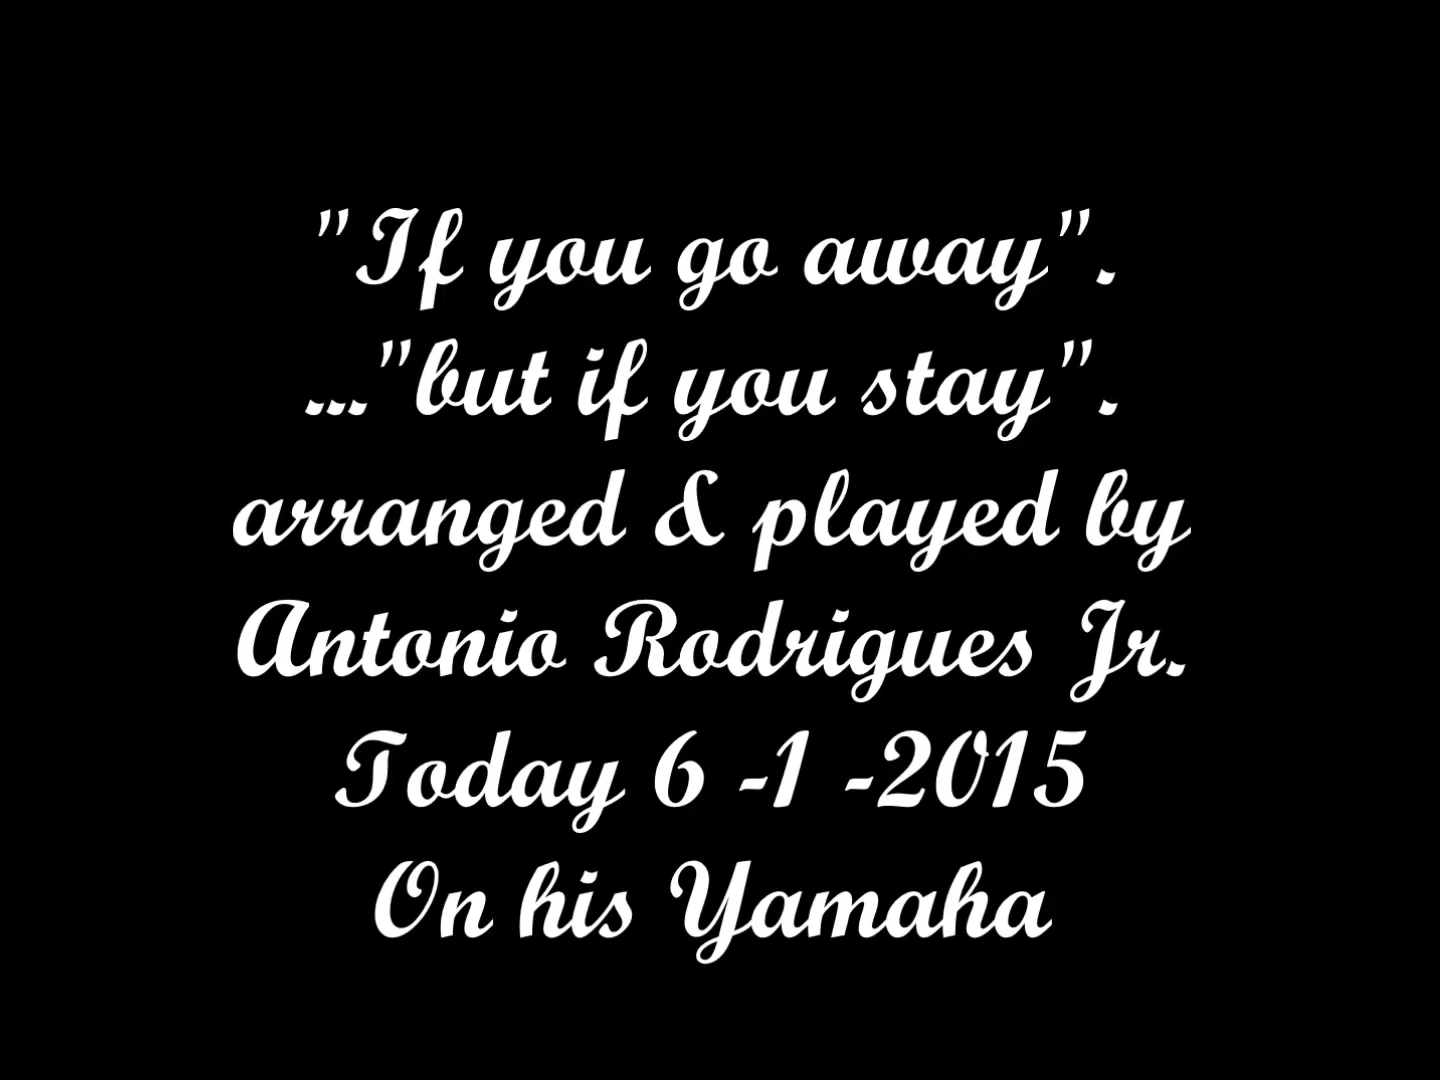 "If you go away".
..."but if you stay".
arranged & played by
Antonio Rodrigues Jr.
Today 6 -1 -2015
On his Yamaha